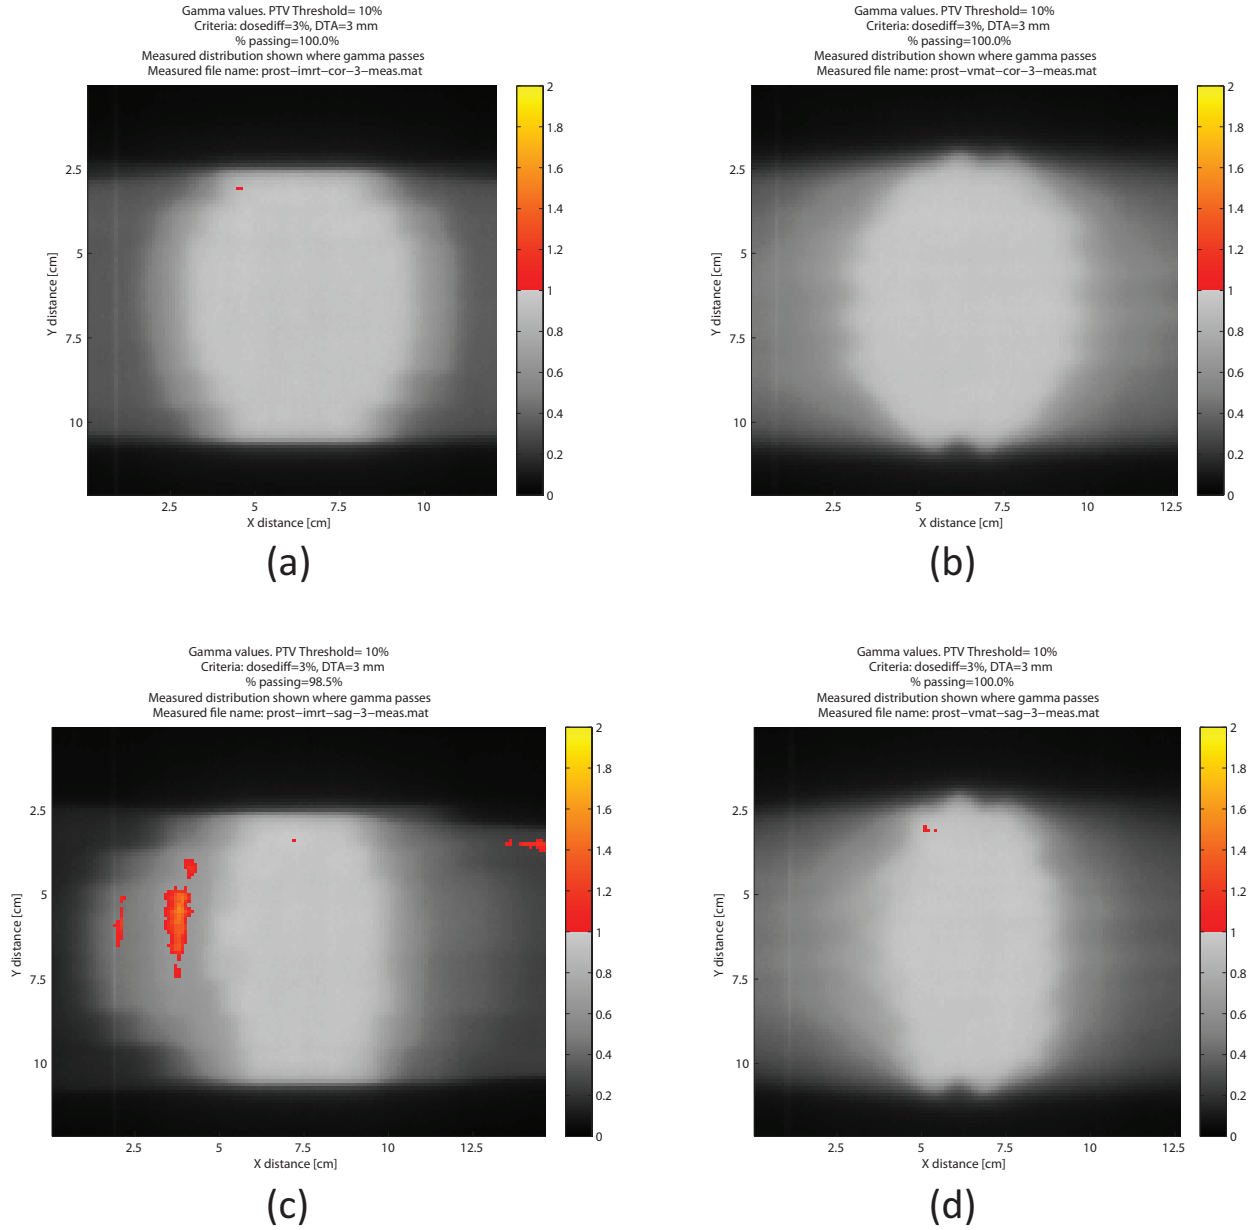 Gamma values. PTV Threshold= 10%
Criteria: dosediff=3%, DTA=3 mm
% passing=100.0%
Measured distribution shown where gamma passes
Measured file name: prost−imrt−cor−3−meas.mat
2.5
5
7.5
10
Y distance [cm]
2.5
5
7.5
10
X distance [cm]
2
1.8
1.6
1.4
1.2
1
0.8
0.6
0.4
0.2
0
(a)
Gamma values. PTV Threshold= 10%
Criteria: dosediff=3%, DTA=3 mm
% passing=100.0%
Measured distribution shown where gamma passes
Measured file name: prost−vmat−cor−3−meas.mat
2.5
5
7.5
10
Y distance [cm]
2.5
5
7.5
10
12.5
X distance [cm]
2
1.8
1.6
1.4
1.2
1
0.8
0.6
0.4
0.2
0
(b)
Gamma values. PTV Threshold= 10%
Criteria: dosediff=3%, DTA=3 mm
% passing=98.5%
Measured distribution shown where gamma passes
Measured file name: prost−imrt−sag−3−meas.mat
2.5
5
7.5
10
Y distance [cm]
2.5
5
7.5
10
12.5
X distance [cm]
2
1.8
1.6
1.4
1.2
1
0.8
0.6
0.4
0.2
0
(c)
Gamma values. PTV Threshold= 10%
Criteria: dosediff=3%, DTA=3 mm
% passing=100.0%
Measured distribution shown where gamma passes
Measured file name: prost−vmat−sag−3−meas.mat
2.5
5
7.5
10
Y distance [cm]
2.5
5
7.5
10
12.5
X distance [cm]
2
1.8
1.6
1.4
1.2
1
0.8
0.6
0.4
0.2
0
(d)